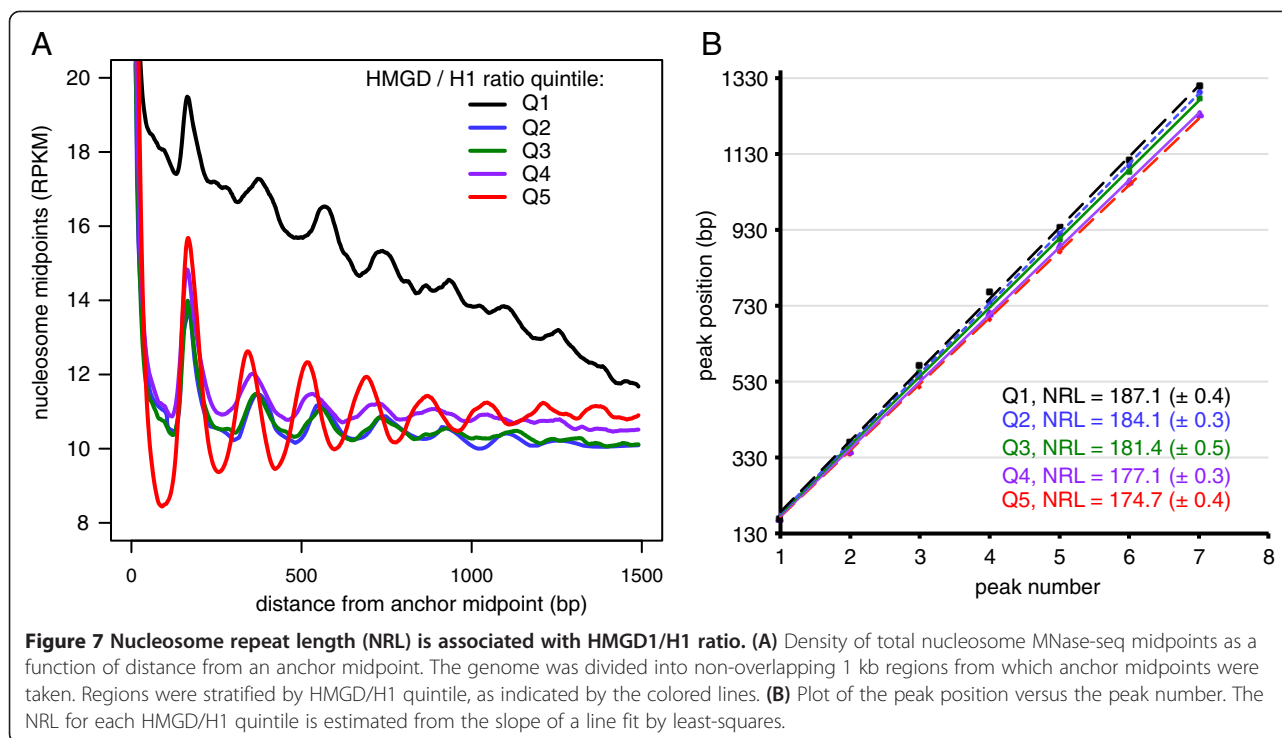 A
20
18
16
14
12
10
8
nucleosome midpoints (RPKM)
HMGD / H1 ratio quintile:
Q1
Q2
Q3
Q4
Q5
0
500
1000
1500
distance from anchor midpoint (bp)
B
1330
1130
930
730
530
330
130
peak position (bp)
Q1, NRL = 187.1 (± 0.4)
Q2, NRL = 184.1 (± 0.3)
Q3, NRL = 181.4 (± 0.5)
Q4, NRL = 177.1 (± 0.3)
Q5, NRL = 174.7 (± 0.4)
1
2
3
4
5
6
7
8
peak number
Figure 7 Nucleosome repeat length (NRL) is associated with HMGD1/H1 ratio. (A) Density of total nucleosome MNase-seq midpoints as a
function of distance from an anchor midpoint. The genome was divided into non-overlapping 1 kb regions from which anchor midpoints were
taken. Regions were stratified by HMGD/H1 quintile, as indicated by the colored lines. (B) Plot of the peak position versus the peak number. The
NRL for each HMGD/H1 quintile is estimated from the slope of a line fit by least-squares.